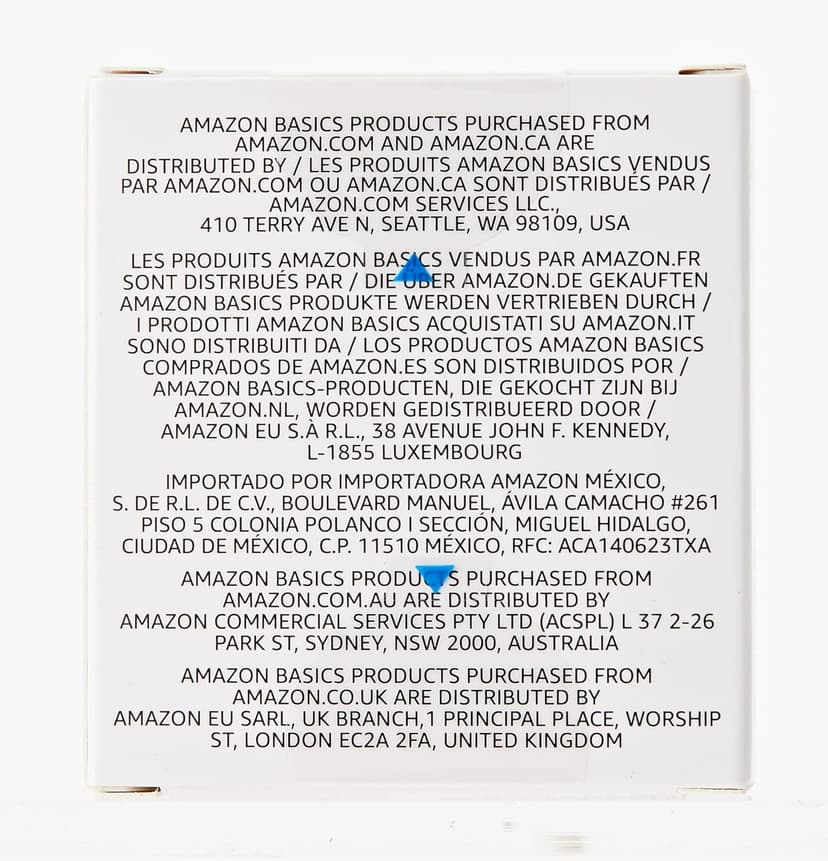 AMAZON BASICS PRODUCTS PURCHASED FROM
AMAZON.COM AND AMAZON.CA ARE
DISTRIBUTED BY / LES PRODUITS AMAZON BASICS VENDUS
PAR AMAZON.COM OU AMAZON.CA SONT DISTRIBUÉS PAR /
AMAZON.COM SERVICES LLC.,
410 TERRY AVE N, SEATTLE, WA 98109, USA
LES PRODUITS AMAZON BASICS VENDUS PAR AMAZON.FR
SONT DISTRIBUÉS PAR / DIE ÜBER AMAZON.DE GEKAUFTEN
AMAZON BASICS PRODUKTE WERDEN VERTRIEBEN DURCH /
I PRODOTTI AMAZON BASICS ACQUISTATI SU AMAZON.IT
SONO DISTRIBUITI DA / LOS PRODUCTOS AMAZON BASICS
COMPRADOS DE AMAZON.ES SON DISTRIBUIDOS POR /
AMAZON BASICS-PRODUCTEN, DIE GEKOCHT ZIJN BIJ
AMAZON.NL, WORDEN GEDISTRIBUEERD DOOR /
AMAZON EU S.À R.L., 38 AVENUE JOHN F. KENNEDY,
L-1855 LUXEMBOURG
IMPORTADO POR IMPORTADORA AMAZON MÉXICO,
S. DE R.L. DE C.V., BOULEVARD MANUEL, ÁVILA CAMACHO #261
PISO 5 COLONIA POLANCO I SECCIÓN, MIGUEL HIDALGO,
CIUDAD DE MÉXICO, C.P. 11510 MÉXICO, RFC: ACA140623TXA
AMAZON BASICS PRODUCTS PURCHASED FROM
AMAZON.COM.AU ARE DISTRIBUTED BY
AMAZON COMMERCIAL SERVICES PTY LTD (ACSPL) L 37 2-26
PARK ST, SYDNEY, NSW 2000, AUSTRALIA
AMAZON BASICS PRODUCTS PURCHASED FROM
AMAZON.CO.UK ARE DISTRIBUTED BY
AMAZON EU SARL, UK BRANCH,1 PRINCIPAL PLACE, WORSHIP
ST, LONDON EC2A 2FA, UNITED KINGDOM